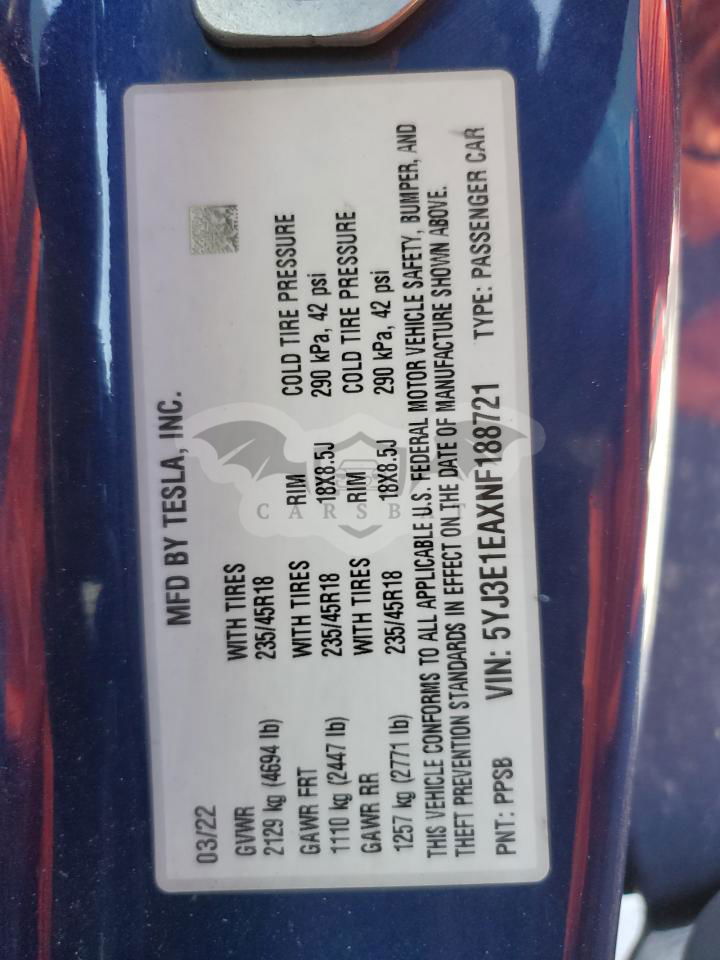 MFD BY TESLA, INC.
03/22
GVWR WITH TIRES
2129 kg (4694 lb) 235/45R18
GAWR FRT WITH TIRES RIM COLD TIRE PRESSURE
1110 kg (2447 lb) 235/45R18 18X8.5J 290 kPa, 42 psi
GAWR RR WITH TIRES RIM COLD TIRE PRESSURE
1257 kg (2771 lb) 235/45R18 18X8.5J 290 kPa, 42 psi
THIS VEHICLE CONFORMS TO ALL APPLICABLE U.S. FEDERAL MOTOR VEHICLE SAFETY, BUMPER, AND
THEFT PREVENTION STANDARDS IN EFFECT ON THE DATE OF MANUFACTURE SHOWN ABOVE.
PNT: PPSB VIN: 5YJ3E1EAXNF188721 TYPE: PASSENGER CAR
CARSBAT